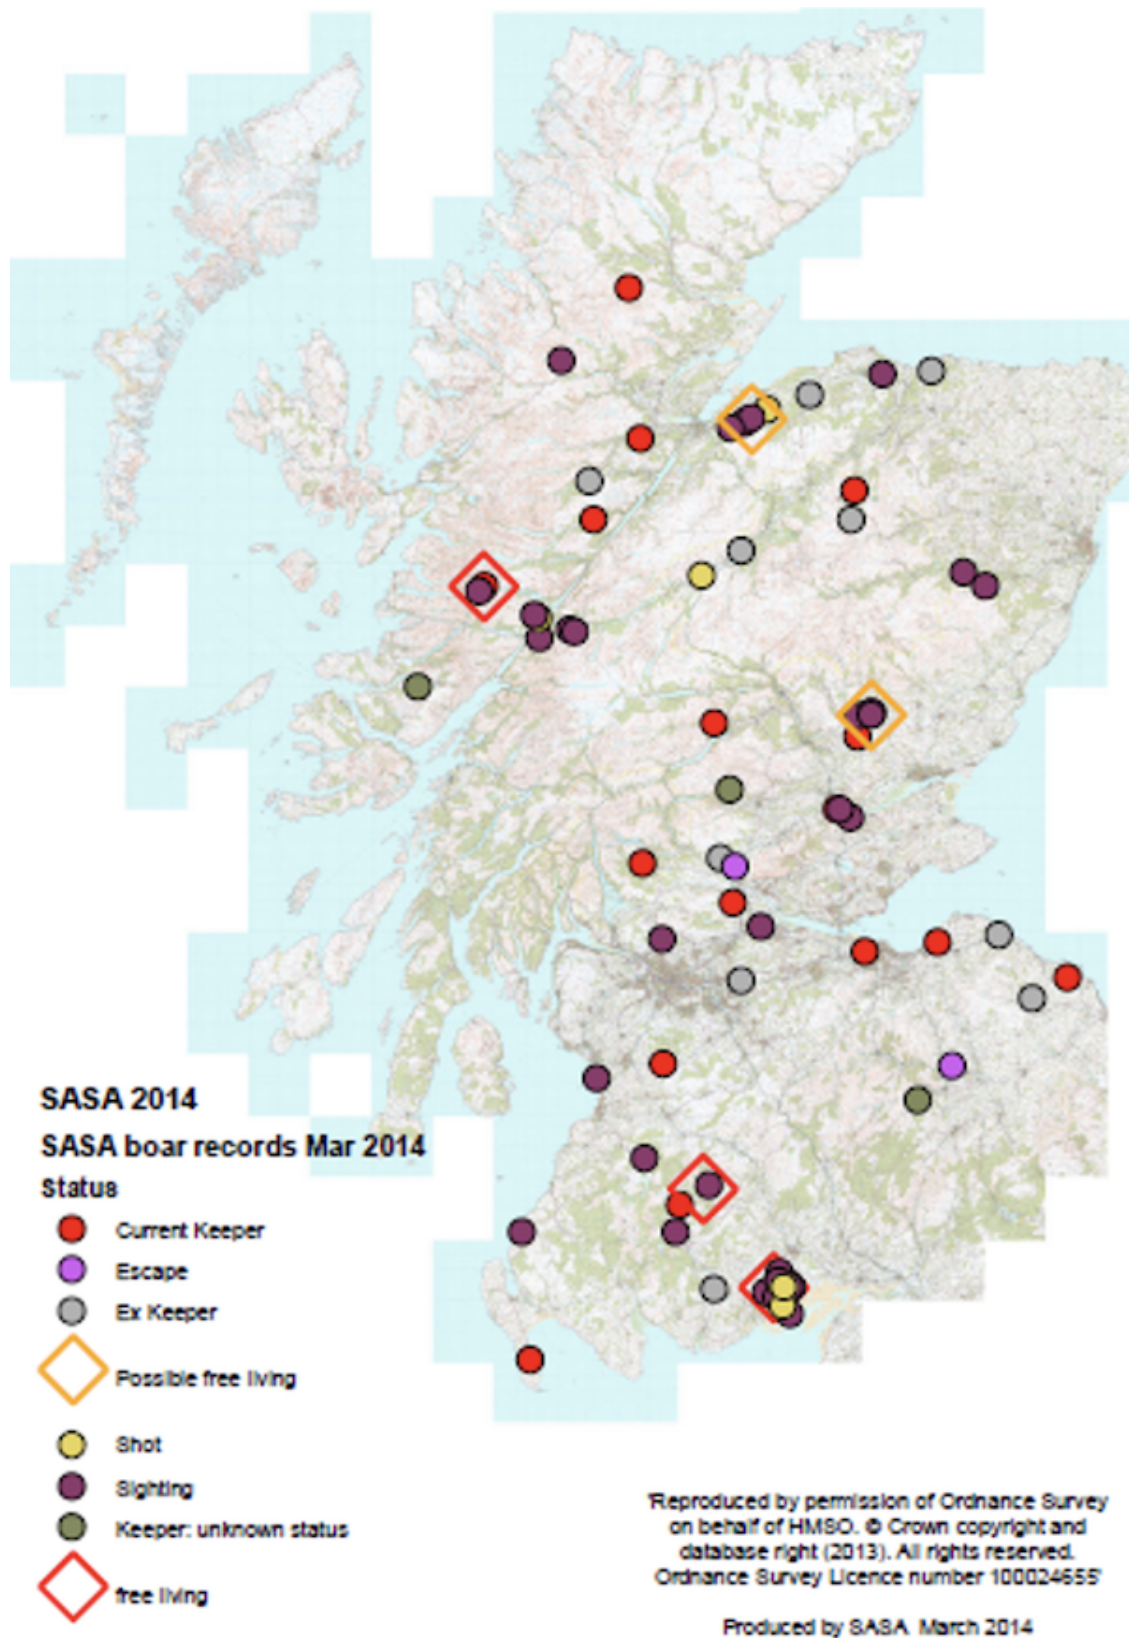 SASA 2014
SASA boar records Mar 2014
Status
Current Keeper
Escape
Ex Keeper
Possible free living
Shot
Sighting
Keeper: unknown status
free living
'Reproduced by permission of Ordnance Survey
on behalf of HMSO. © Crown copyright and
database right (2013). All rights reserved.
Ordnance Survey Licence number 100024655'
Produced by SASA March 2014